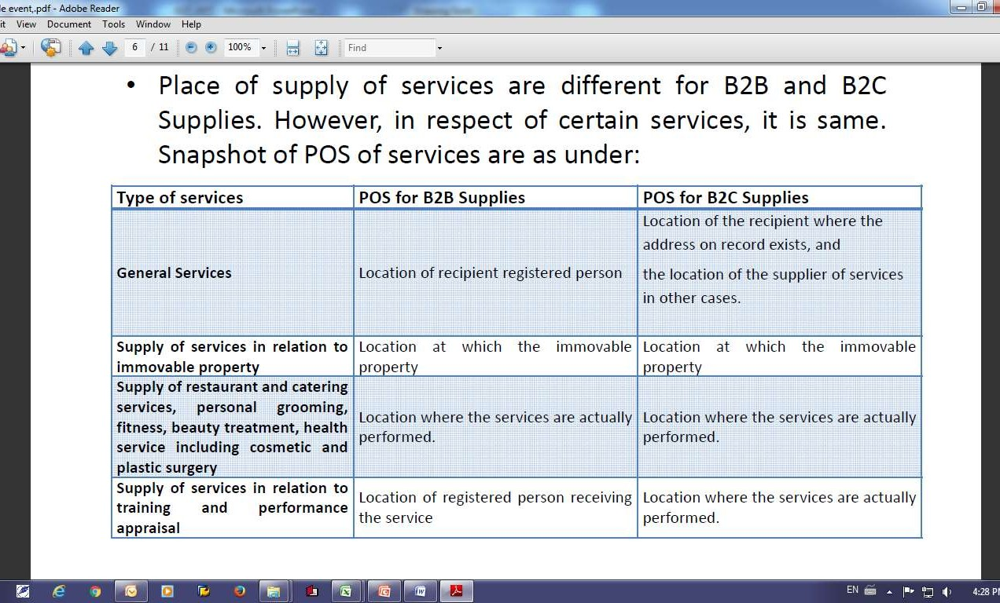 le event,.pdf - Adobe Reader
it View Document Tools Window Help
6 / 11 100% Find
• Place of supply of services are different for B2B and B2C
Supplies. However, in respect of certain services, it is same.
Snapshot of POS of services are as under:
Type of services POS for B2B Supplies POS for B2C Supplies
General Services
Location of recipient registered person
Location of the recipient where the
address on record exists, and
the location of the supplier of services
in other cases.
Supply of services in relation to
immovable property
Location at which the immovable
property
Location at which the immovable
property
Supply of restaurant and catering
services, personal grooming,
fitness, beauty treatment, health
service including cosmetic and
plastic surgery
Location where the services are actually
performed.
Location where the services are actually
performed.
Supply of services in relation to
training and performance
appraisal
Location of registered person receiving
the service
Location where the services are actually
performed.
EN 4:28 P